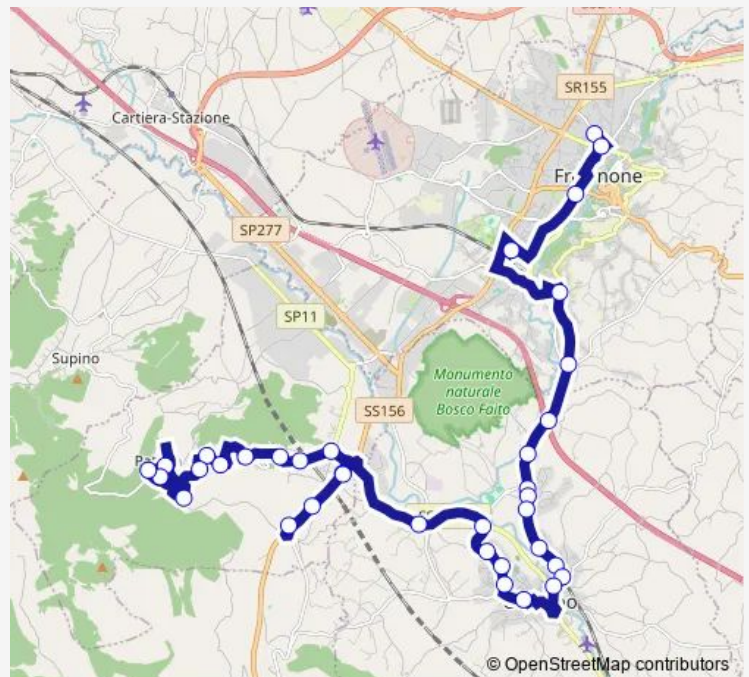 SR155
Cartiera-Stazione
Fr none
SP277
SP11
Supino
Monumento
naturale
Bosco Faito
SS156
© OpenStreetMap contributors